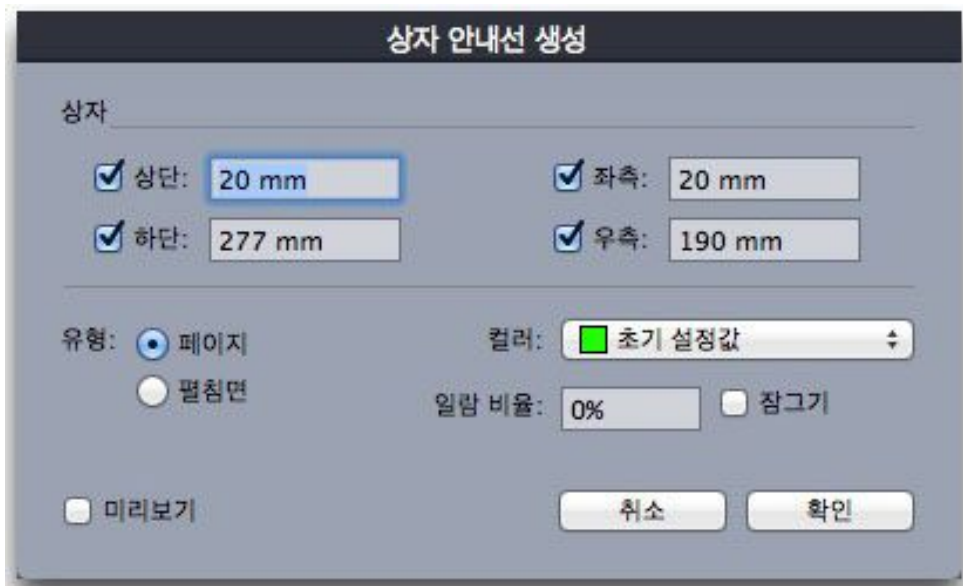 상자 안내선 생성
상자
상단: 20 mm 좌측: 20 mm
하단: 277 mm 우측: 190 mm
유형: 페이지 컬러: 초기 설정값
펼침면
일람 비율: 0% 잠그기
미리보기 취소 확인